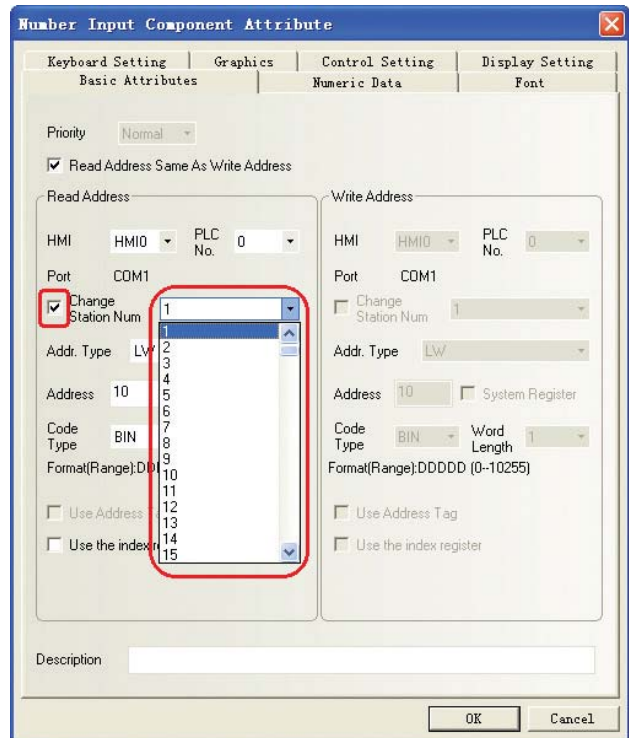 Number Input Component Attribute
Keyboard Setting Graphics Control Setting Display Setting
Basic Attributes Numeric Data Font
Priority Normal
Read Address Same As Write Address
Read Address
HMI HMI0 PLC No. 0
Port COM1
Change Station Num 1
1
2
3
4
5
6
7
8
9
10
11
12
13
14
15
Addr. Type LW
Address 10
Code Type BIN
Format(Range):DD
Use Address
Use the index
Write Address
HMI HMI0 PLC No. 0
Port COM1
Change Station Num 1
Addr. Type LW
Address 10 System Register
Code Type BIN Word Length 1
Format(Range):DDDDD (0--10255)
Use Address Tag
Use the index register
Description
OK Cancel